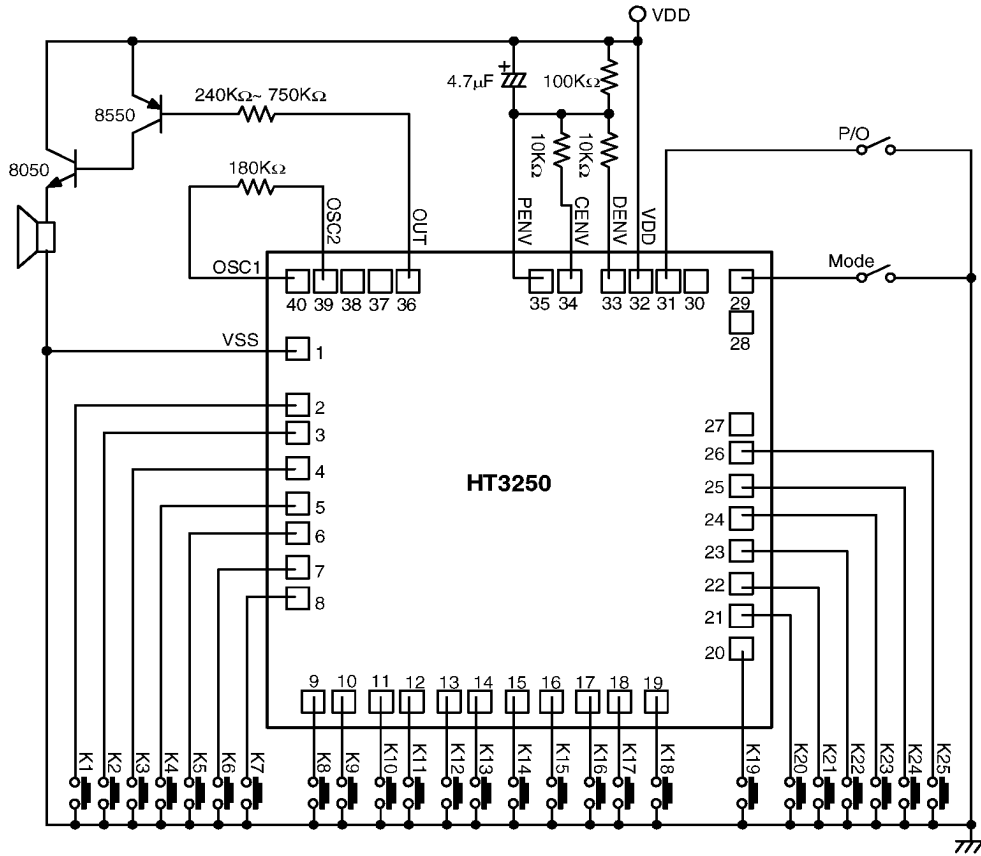 VDD
4.7µF
+
100KΩ
240KΩ~ 750KΩ
8550
P/O
10KΩ
10KΩ
8050
180KΩ
OSC2
OUT
PENV
CENV
DENV
VDD
OSC1
Mode
40 39 38 37 36 35 34 33 32 31 30 29
28
VSS
1
2
3
4
5
6
7
8
HT3250
27
26
25
24
23
22
21
20
9 10 11 12 13 14 15 16 17 18 19
K1 K2 K3 K4 K5 K6 K7 K8 K9 K10 K11 K12 K13 K14 K15 K16 K17 K18 K19 K20 K21 K22 K23 K24 K25